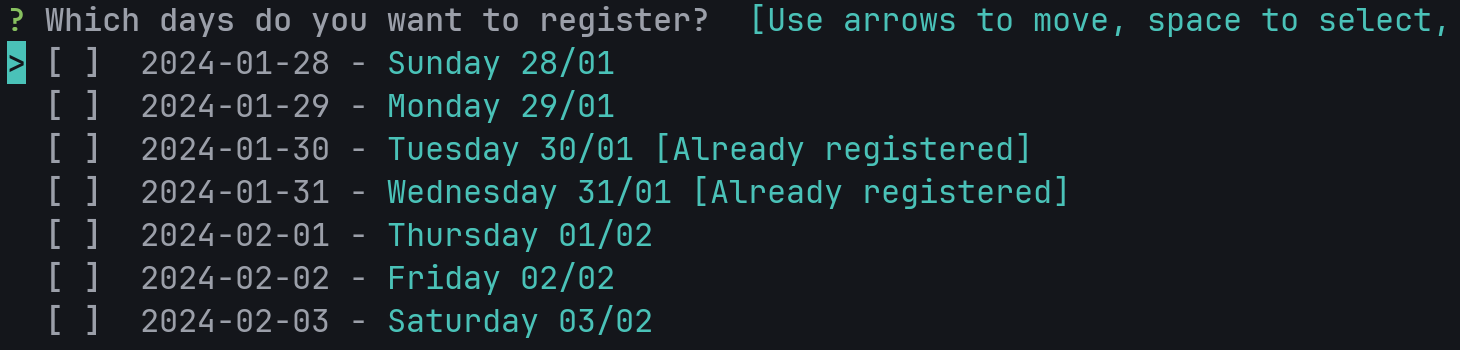 ? Which days do you want to register?  [Use arrows to move, space to select,
> [ ]  2024-01-28 - Sunday 28/01
  [ ]  2024-01-29 - Monday 29/01
  [ ]  2024-01-30 - Tuesday 30/01 [Already registered]
  [ ]  2024-01-31 - Wednesday 31/01 [Already registered]
  [ ]  2024-02-01 - Thursday 01/02
  [ ]  2024-02-02 - Friday 02/02
  [ ]  2024-02-03 - Saturday 03/02